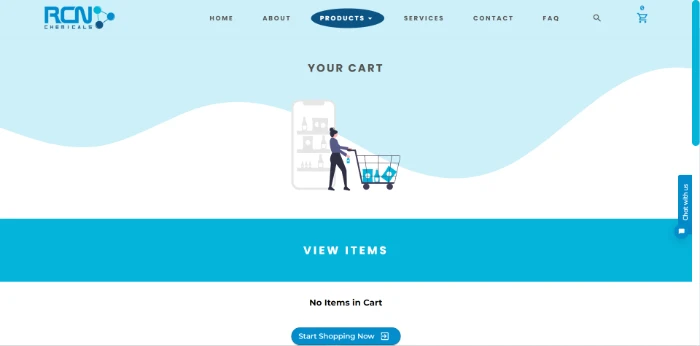 RCN
CHEMICALS
HOME
ABOUT
PRODUCTS
SERVICES
CONTACT
FAQ
0
YOUR CART
Chat with us
VIEW ITEMS
No Items in Cart
Start Shopping Now